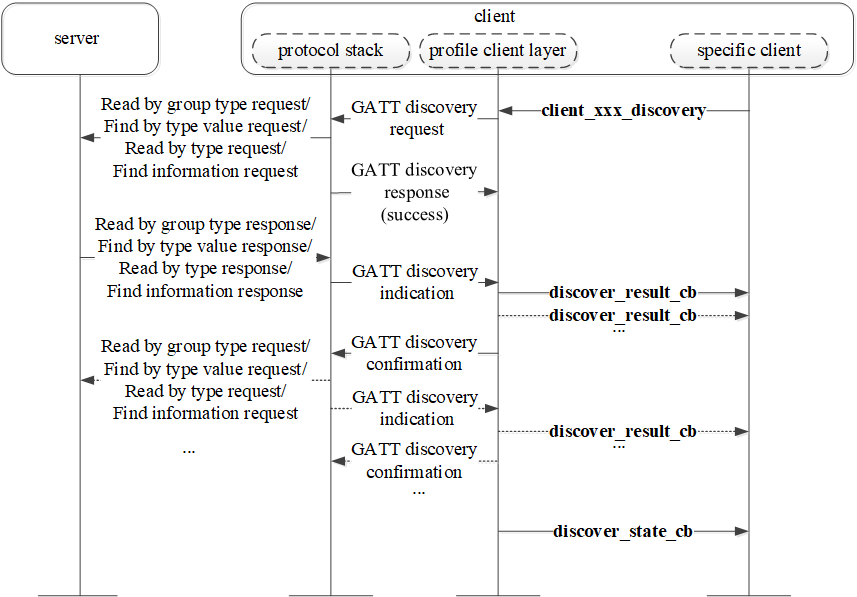 client
server
protocol stack
profile client layer
specific client
Read by group type request/
Find by type value request/
Read by type request/
Find information request
GATT discovery
request
client_xxx_discovery
GATT discovery
response
(success)
Read by group type response/
Find by type value response/
Read by type response/
Find information response
GATT discovery
indication
discover_result_cb
discover_result_cb
...
GATT discovery
confirmation
Read by group type request/
Find by type value request/
Read by type request/
Find information request
GATT discovery
indication
discover_result_cb
...
...
GATT discovery
confirmation
...
discover_state_cb